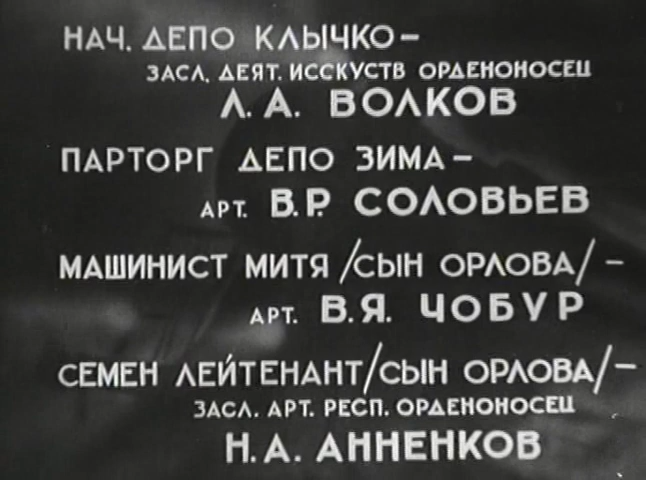 НАЧ. ДЕПО КЛЫЧКО –
ЗАСЛ. ДЕЯТ. ИССКУСТВ ОРДЕНОНОСЕЦ
Л. А. ВОЛКОВ
ПАРТОРГ ДЕПО ЗИМА –
АРТ. В. Р. СОЛОВЬЕВ
МАШИНИСТ МИТЯ /СЫН ОРЛОВА/ –
АРТ. В. Я. ЧОБУР
СЕМЕН ЛЕЙТЕНАНТ/СЫН ОРЛОВА/ –
ЗАСЛ. АРТ. РЕСП. ОРДЕНОНОСЕЦ
Н. А. АННЕНКОВ